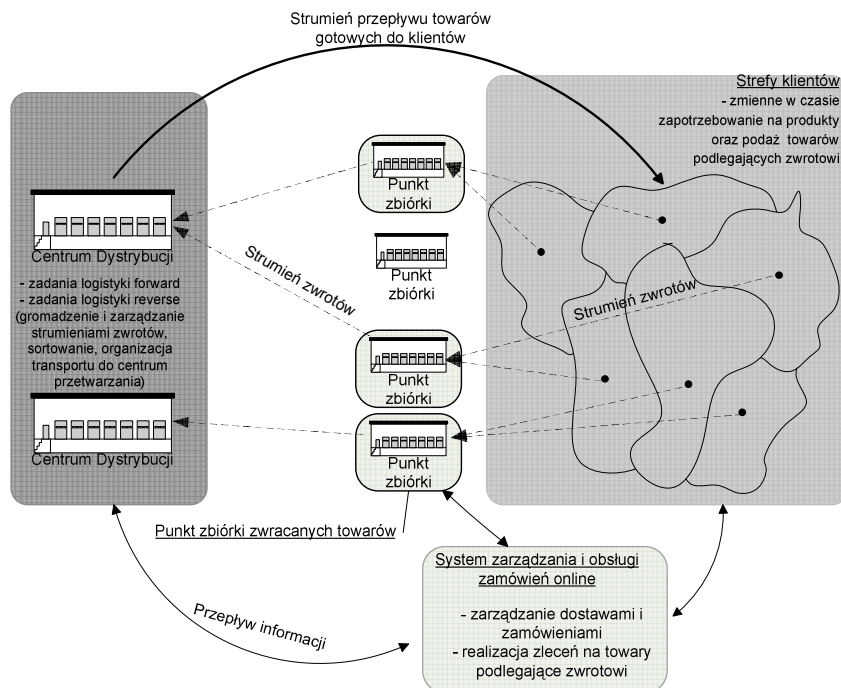 Strumień przepływu towarów
gotowych do klientów
Strefy klientów
- zmienne w czasie
zapotrzebowanie na produkty
oraz podaż towarów
podlegających zwrotowi
Punkt
zbiórki
Centrum Dystrybucji
- zadania logistyki forward
- zadania logistyki reverse
(gromadzenie i zarządzanie
strumieniami zwrotów,
sortowanie, organizacja
transportu do centrum
przetwarzania)
Centrum Dystrybucji
Strumień zwrotów
Punkt
zbiórki
Strumień zwrotów
Punkt
zbiórki
Punkt
zbiórki
Punkt zbiórki zwracanych towarów
System zarządzania i obsługi
zamówień online
- zarządzanie dostawami i
zamówieniami
- realizacja zleceń na towary
podlegające zwrotowi
Przepływ informacji